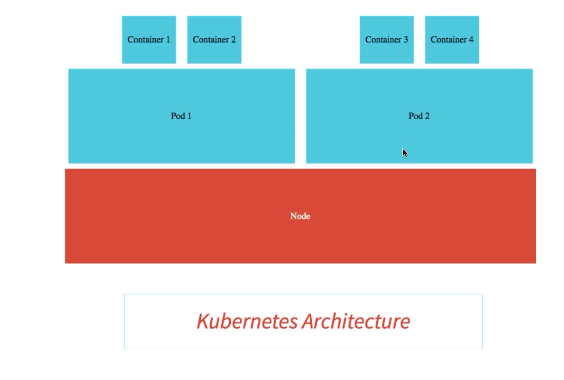 Container 1 Container 2 Container 3 Container 4
Pod 1 Pod 2
Node
Kubernetes Architecture